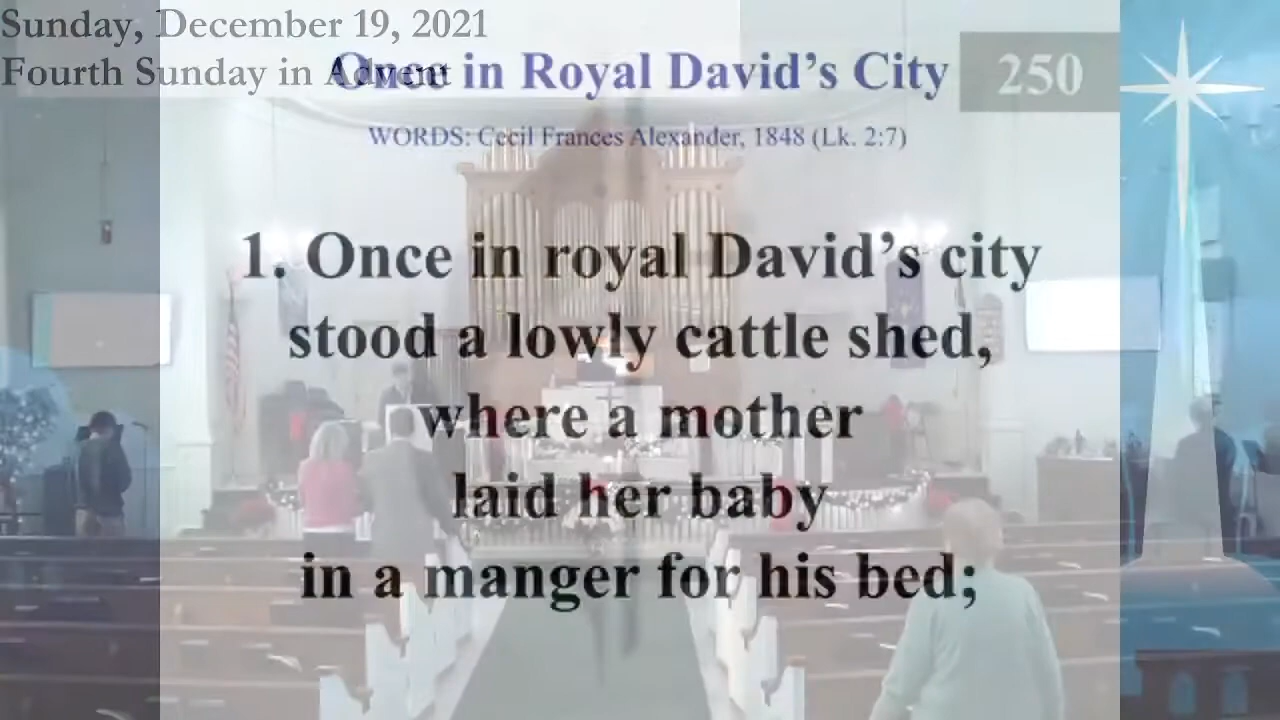 Sunday, December 19, 2021
Fourth Sunday in Advent
Once in Royal David's City
250
WORDS: Cecil Frances Alexander, 1848 (Lk. 2:7)
1. Once in royal David's city
stood a lowly cattle shed,
where a mother
laid her baby
in a manger for his bed;